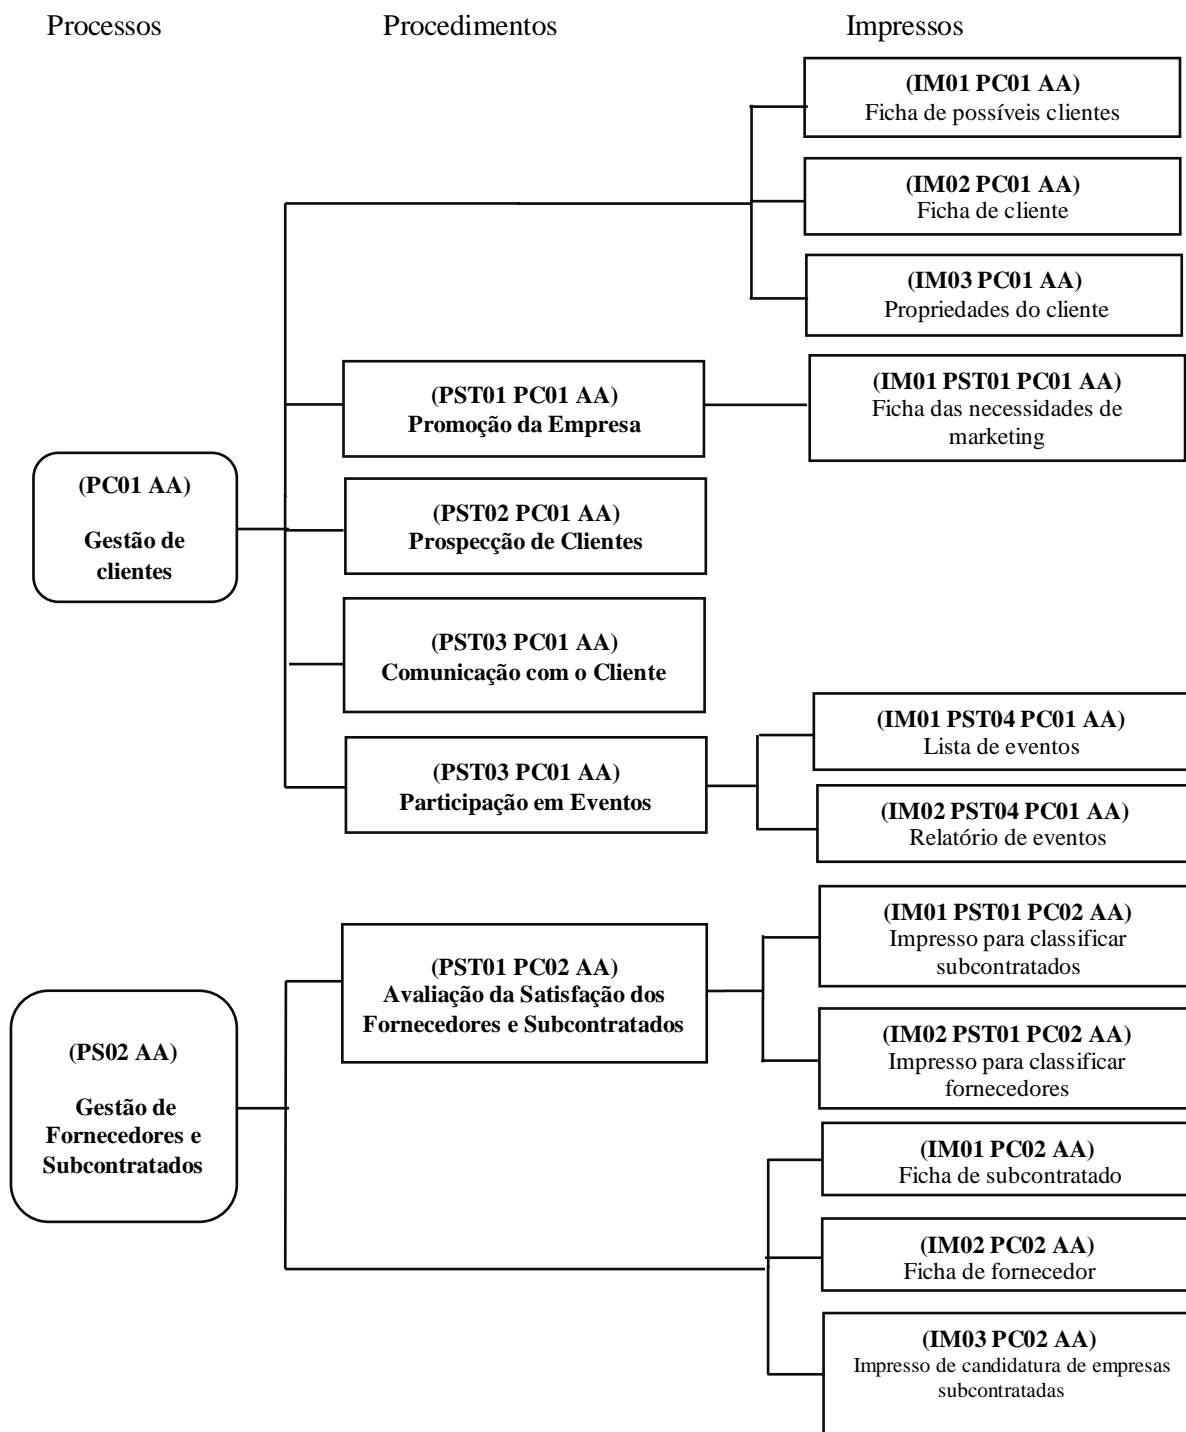 Processos
Procedimentos
Impressos
(IM01 PC01 AA)
Ficha de possíveis clientes
(IM02 PC01 AA)
Ficha de cliente
(IM03 PC01 AA)
Propriedades do cliente
(PST01 PC01 AA)
Promoção da Empresa
(IM01 PST01 PC01 AA)
Ficha das necessidades de
marketing
(PC01 AA)
Gestão de
clientes
(PST02 PC01 AA)
Prospecção de Clientes
(PST03 PC01 AA)
Comunicação com o Cliente
(PST03 PC01 AA)
Participação em Eventos
(IM01 PST04 PC01 AA)
Lista de eventos
(IM02 PST04 PC01 AA)
Relatório de eventos
(PS02 AA)
Gestão de
Fornecedores e
Subcontratados
(PST01 PC02 AA)
Avaliação da Satisfação dos
Fornecedores e Subcontratados
(IM01 PST01 PC02 AA)
Impresso para classificar
subcontratados
(IM02 PST01 PC02 AA)
Impresso para classificar
fornecedores
(IM01 PC02 AA)
Ficha de subcontratado
(IM02 PC02 AA)
Ficha de fornecedor
(IM03 PC02 AA)
Impresso de candidatura de empresas
subcontratadas